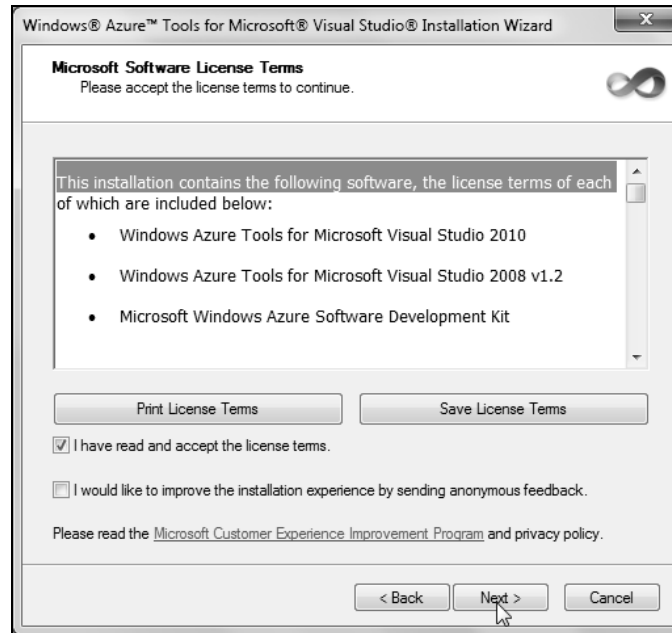 Windows® Azure™ Tools for Microsoft® Visual Studio® Installation Wizard
Microsoft Software License Terms
Please accept the license terms to continue.
This installation contains the following software, the license terms of each
of which are included below:
• Windows Azure Tools for Microsoft Visual Studio 2010
• Windows Azure Tools for Microsoft Visual Studio 2008 v1.2
• Microsoft Windows Azure Software Development Kit
Print License Terms
Save License Terms
I have read and accept the license terms.
I would like to improve the installation experience by sending anonymous feedback.
Please read the Microsoft Customer Experience Improvement Program and privacy policy.
< Back
Next >
Cancel